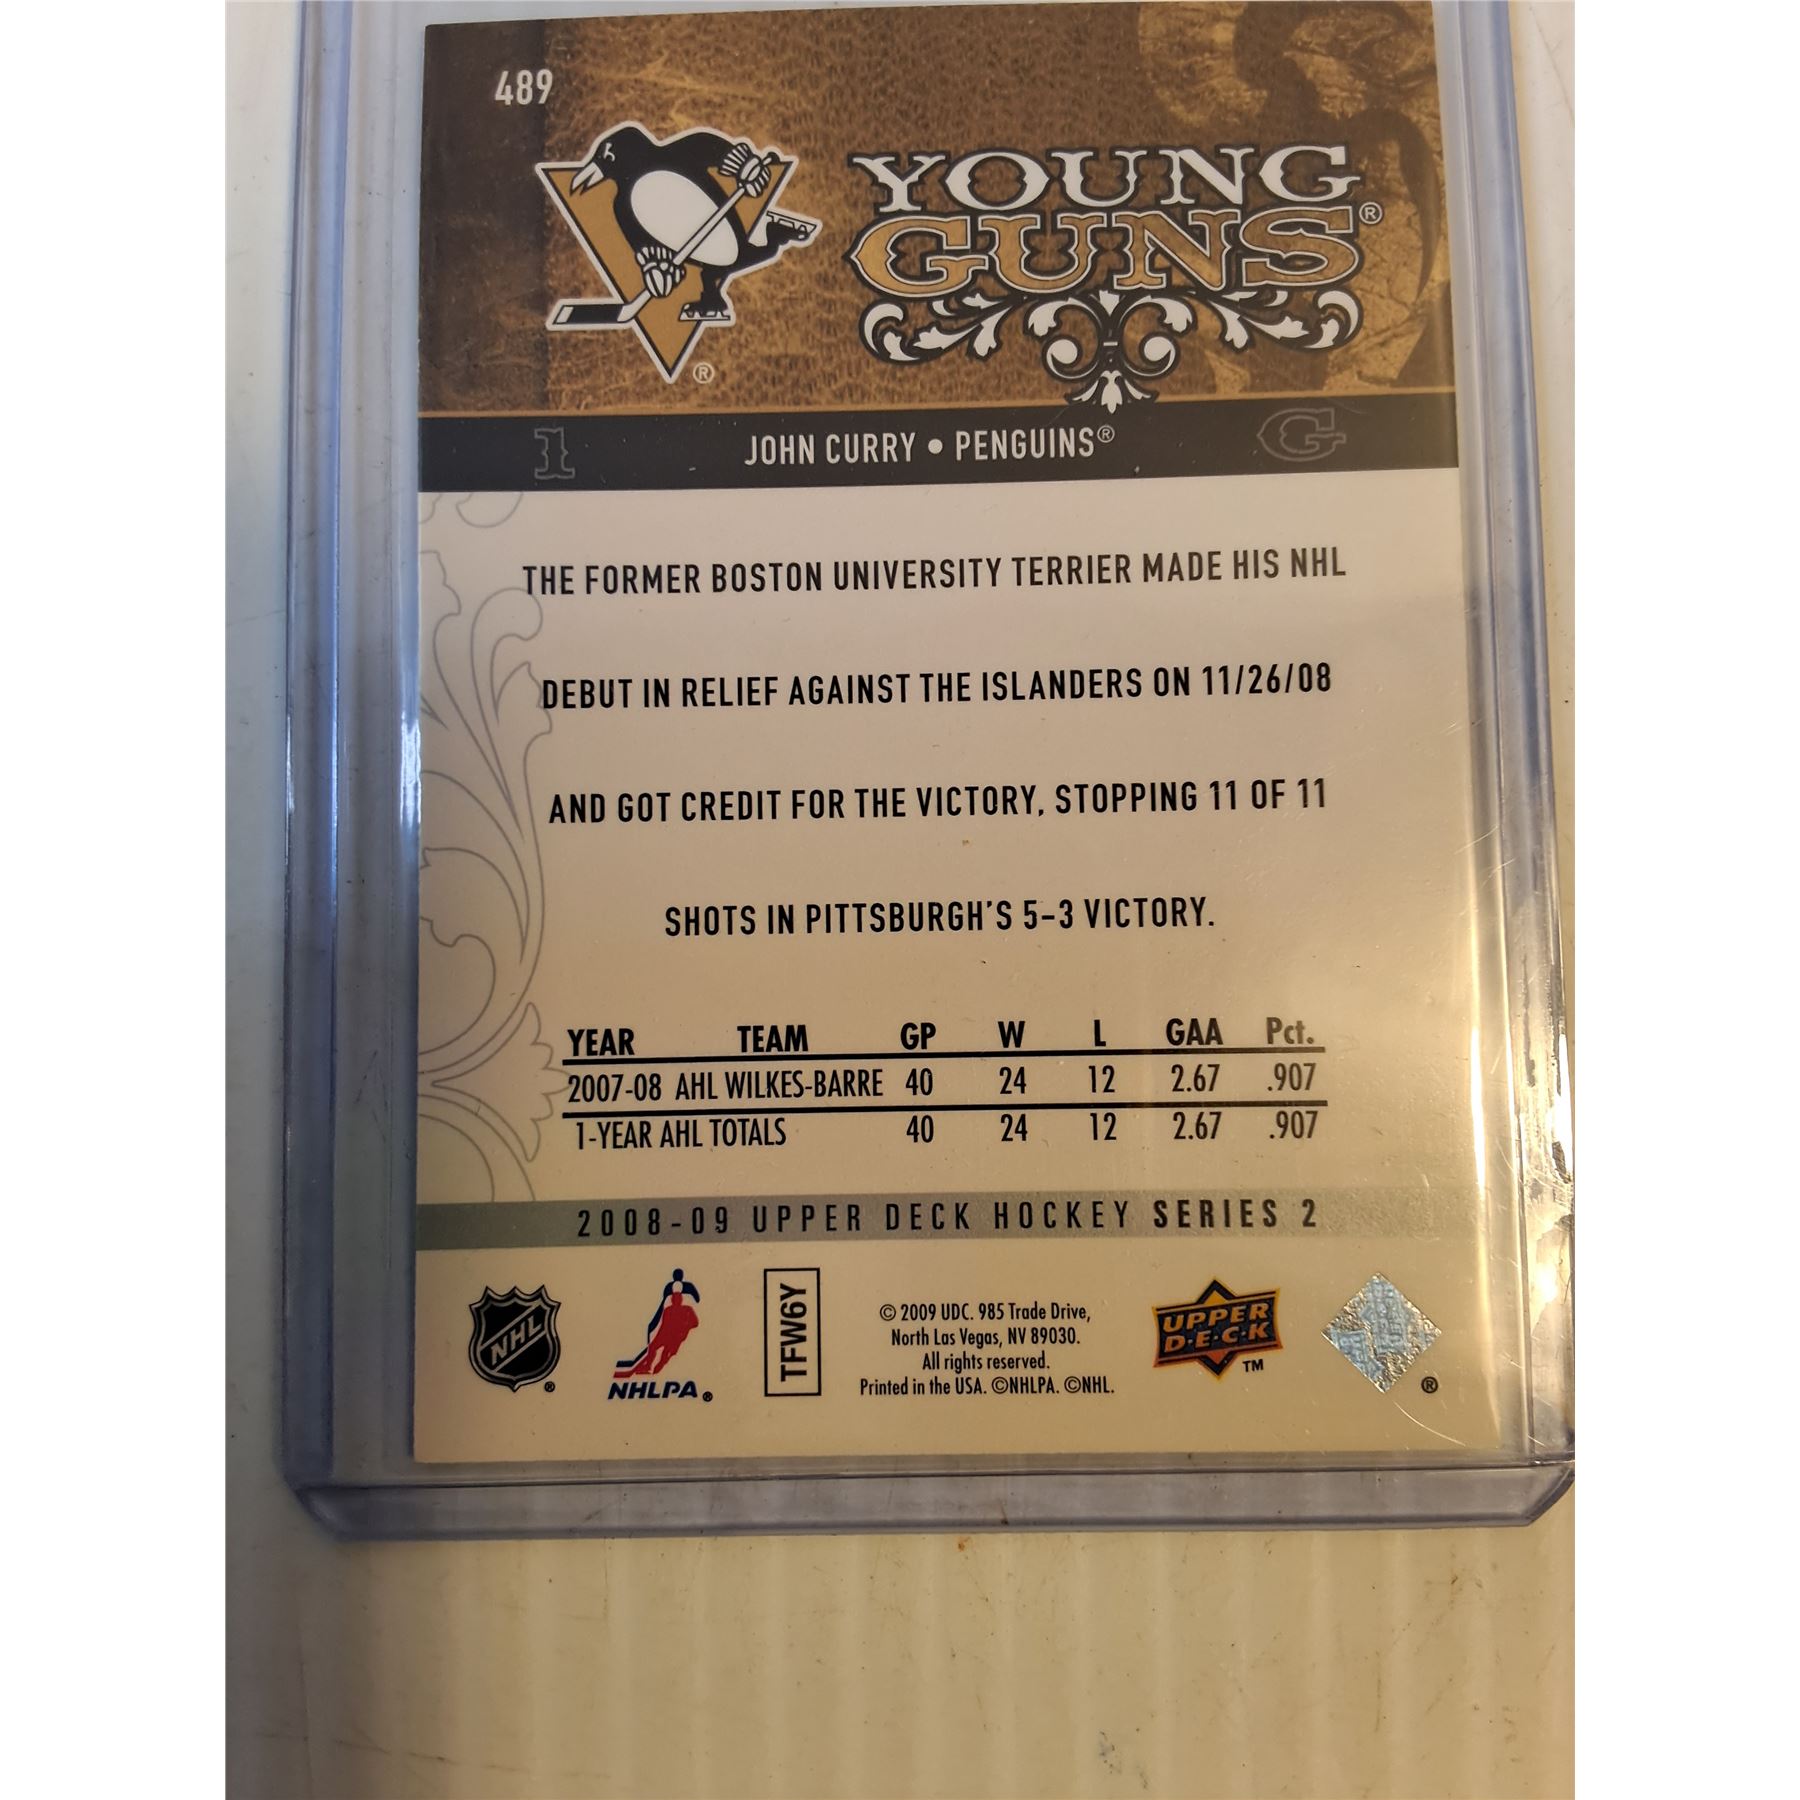 489
YOUNG
GUNS®
®
1 JOHN CURRY • PENGUINS® G
THE FORMER BOSTON UNIVERSITY TERRIER MADE HIS NHL
DEBUT IN RELIEF AGAINST THE ISLANDERS ON 11/26/08
AND GOT CREDIT FOR THE VICTORY, STOPPING 11 OF 11
SHOTS IN PITTSBURGH'S 5-3 VICTORY.
YEAR TEAM GP W L GAA Pct.
2007-08 AHL WILKES-BARRE 40 24 12 2.67 .907
1-YEAR AHL TOTALS 40 24 12 2.67 .907
2008-09 UPPER DECK HOCKEY SERIES 2
NHL ®
NHLPA ®
TFW6Y
© 2009 UDC. 985 Trade Drive,
North Las Vegas, NV 89030.
All rights reserved.
Printed in the USA. ©NHLPA. ©NHL.
UPPER
D·E·C·K
TM
®